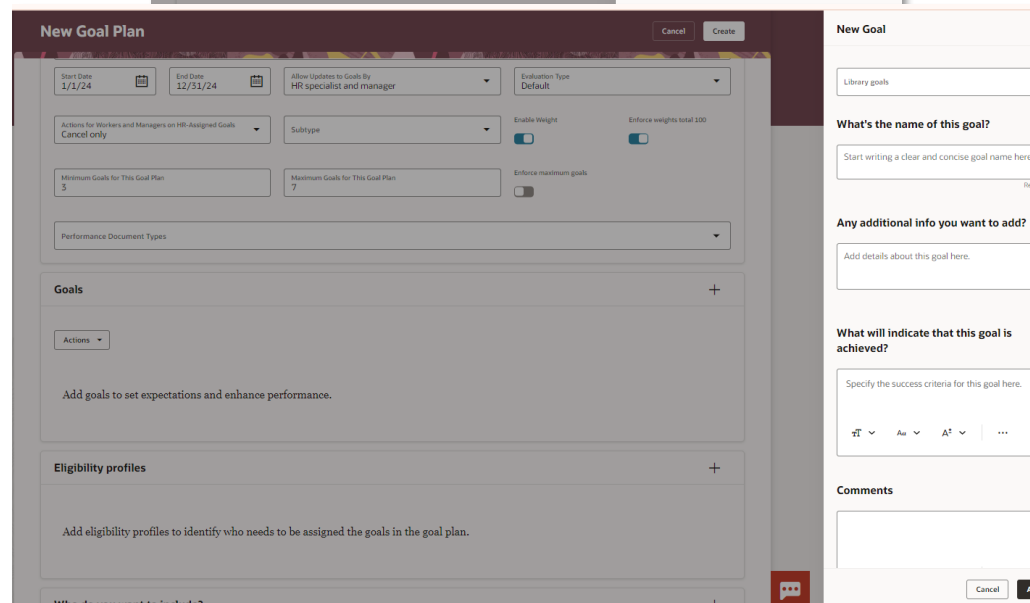 New Goal Plan
Cancel
Create
Start Date
1/1/24
End Date
12/31/24
Allow Updates to Goals By
HR specialist and manager
Evaluation Type
Default
Actions for Workers and Managers on HR-Assigned Goals
Cancel only
Subtype
Enable Weight
Enforce weights total 100
Minimum Goals for This Goal Plan
3
Maximum Goals for This Goal Plan
7
Enforce maximum goals
Performance Document Types
Goals
Actions
Add goals to set expectations and enhance performance.
Eligibility profiles
Add eligibility profiles to identify who needs to be assigned the goals in the goal plan.
New Goal
Library goals
What's the name of this goal?
Start writing a clear and concise goal name here
Any additional info you want to add?
Add details about this goal here.
What will indicate that this goal is
achieved?
Specify the success criteria for this goal here.
Comments
Cancel